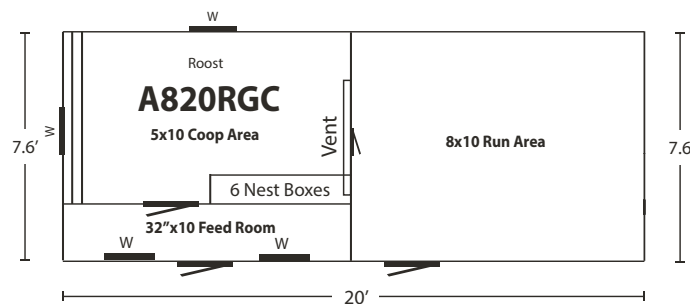 W
Roost
A820RGC
5x10 Coop Area
W
7.6’
Vent
8x10 Run Area
7.6
6 Nest Boxes
32”x10 Feed Room
W
W
20’